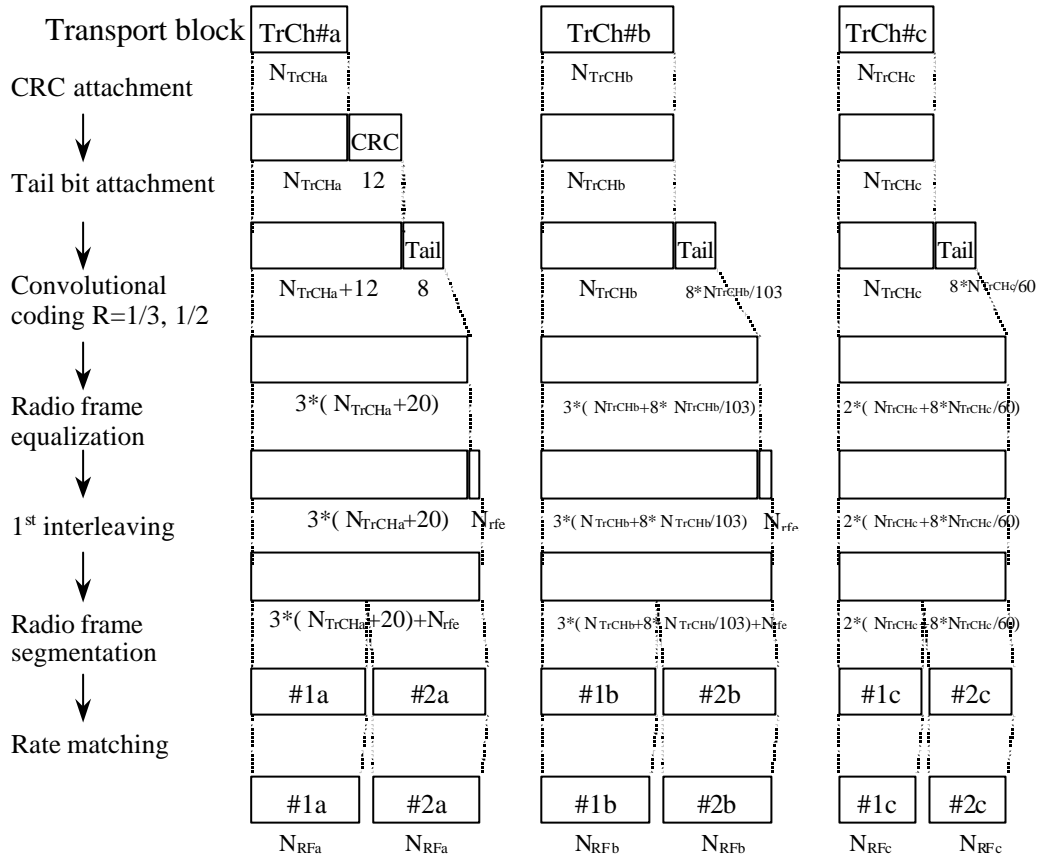 Transport block TrCh#a TrCh#b TrCh#c
N_TrCHa N_TrCHb N_TrCHc
CRC attachment
CRC
Tail bit attachment N_TrCHa 12 N_TrCHb N_TrCHc
Tail Tail Tail
Convolutional
coding R=1/3, 1/2
N_TrCHa+12 8 N_TrCHb 8*N_TrCHb/103 N_TrCHc 8*N_TrCHc/60
Radio frame
equalization
3*( N_TrCHa+20) 3*( N_TrCHb+8* N_TrCHb/103) 2*( N_TrCHc+8*N_TrCHc/60)
1st interleaving 3*( N_TrCHa+20) N_rfe 3*( N_TrCHb+8* N_TrCHb/103) N_rfe 2*( N_TrCHc+8*N_TrCHc/60)
Radio frame
segmentation
3*( N_TrCHa+20)+N_rfe 3*( N_TrCHb+8* N_TrCHb/103)+N_rfe 2*( N_TrCHc+8*N_TrCHc/60)
#1a #2a #1b #2b #1c #2c
Rate matching
#1a #2a #1b #2b #1c #2c
N_RFa N_RFa N_RFb N_RFb N_RFc N_RFc